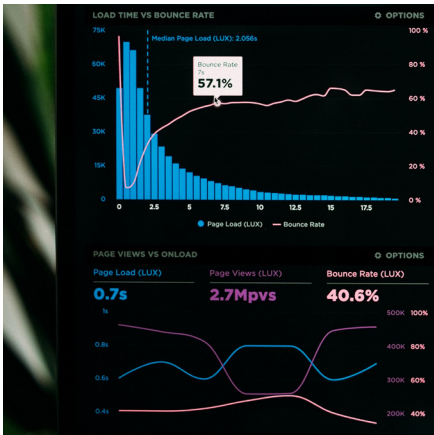 LOAD TIME VS BOUNCE RATE
OPTIONS
75K
100 %
Median Page Load (LUX): 2.056s
60K
80 %
Bounce Rate
7s
57.1%
45K
60 %
30K
40 %
15K
20 %
0
0 %
0 2.5 5 7.5 10 12.5 15 17.5
Page Load (LUX) Bounce Rate
PAGE VIEWS VS ONLOAD
OPTIONS
Page Load (LUX) Page Views (LUX) Bounce Rate (LUX)
0.7s 2.7Mpvs 40.6%
1s
500K 100%
0.8s
400K 80%
0.6s
300K 60%
0.4s
200K 40%